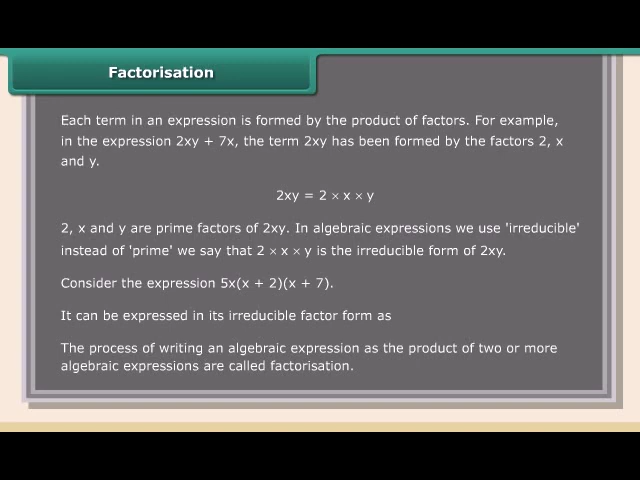 Factorisation
Each term in an expression is formed by the product of factors. For example,
in the expression 2xy + 7x, the term 2xy has been formed by the factors 2, x
and y.
2xy = 2 × x × y
2, x and y are prime factors of 2xy. In algebraic expressions we use 'irreducible'
instead of 'prime' we say that 2 × x × y is the irreducible form of 2xy.
Consider the expression 5x(x + 2)(x + 7).
It can be expressed in its irreducible factor form as
The process of writing an algebraic expression as the product of two or more
algebraic expressions are called factorisation.